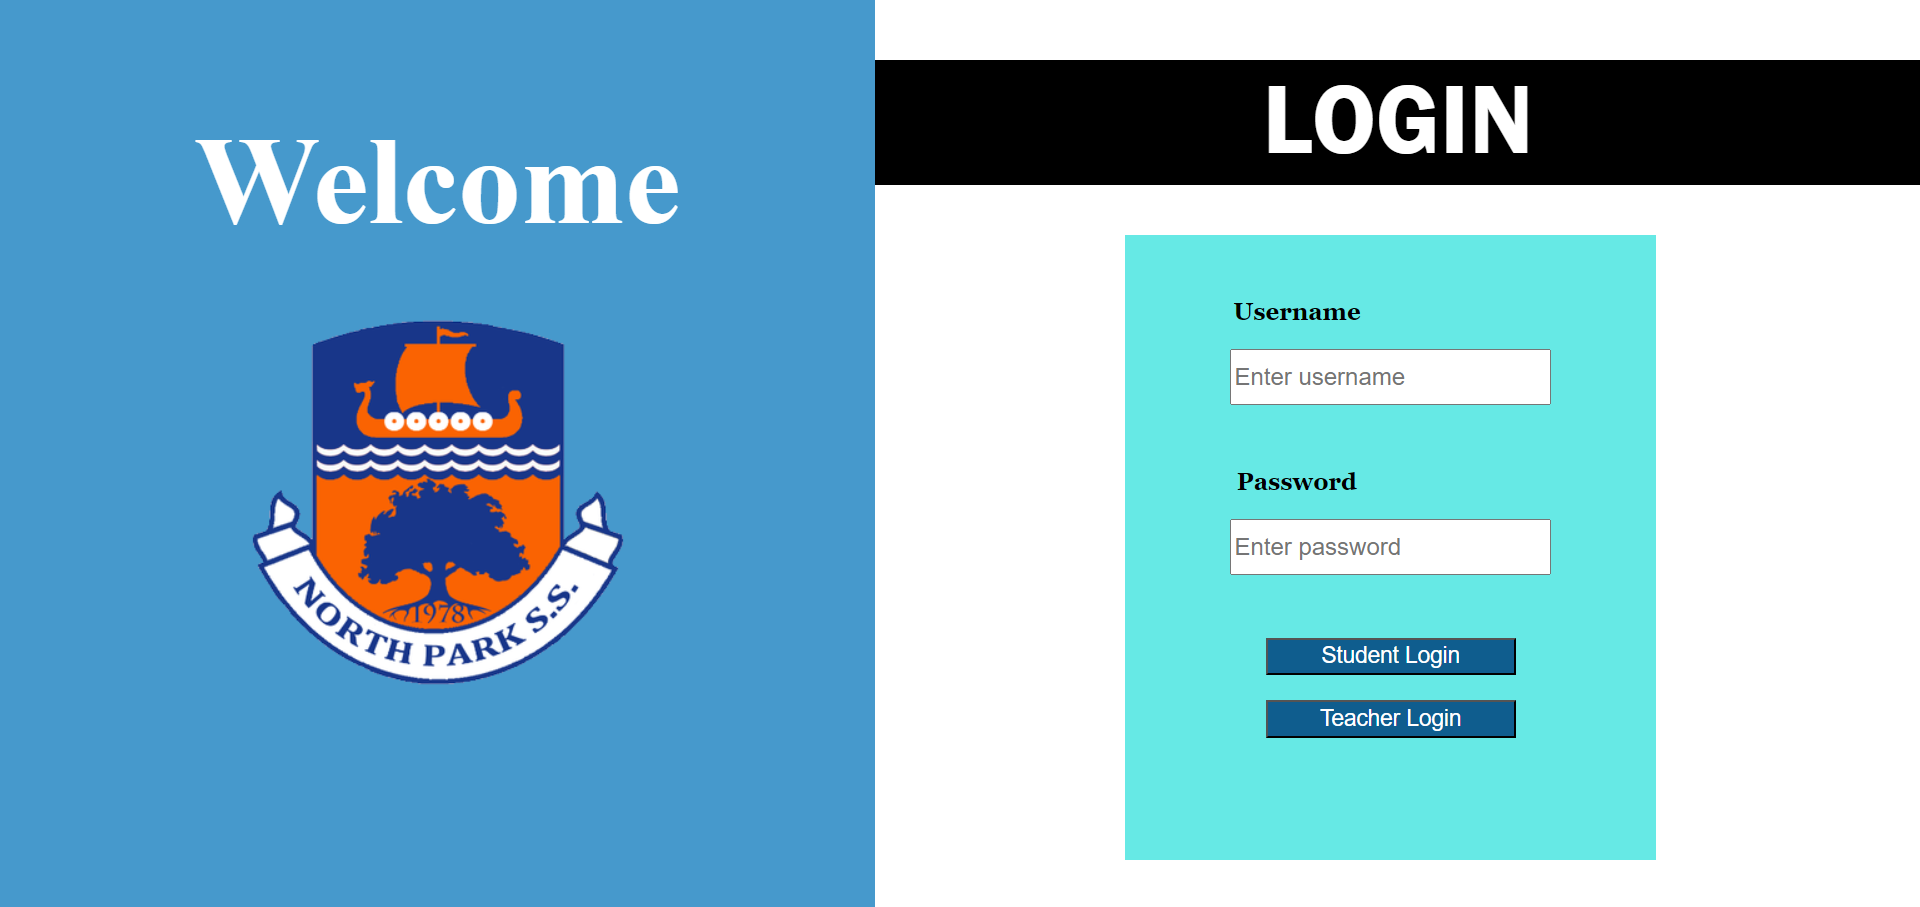 Welcome
1978
NORTH PARK S.S.
LOGIN
Username
Enter username
Password
Enter password
Student Login
Teacher Login